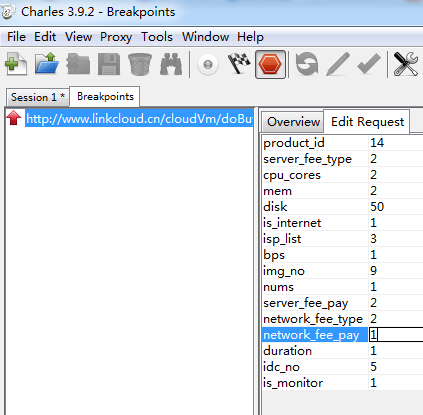 Charles 3.9.2 - Breakpoints
File Edit View Proxy Tools Window Help
Session 1 * Breakpoints
http://www.linkcloud.cn/cloudVm/doBu
Overview Edit Request
product_id 14
server_fee_type 2
cpu_cores 2
mem 2
disk 50
is_internet 1
isp_list 3
bps 1
img_no 9
nums 1
server_fee_pay 2
network_fee_type 2
network_fee_pay 1
duration 1
idc_no 5
is_monitor 1